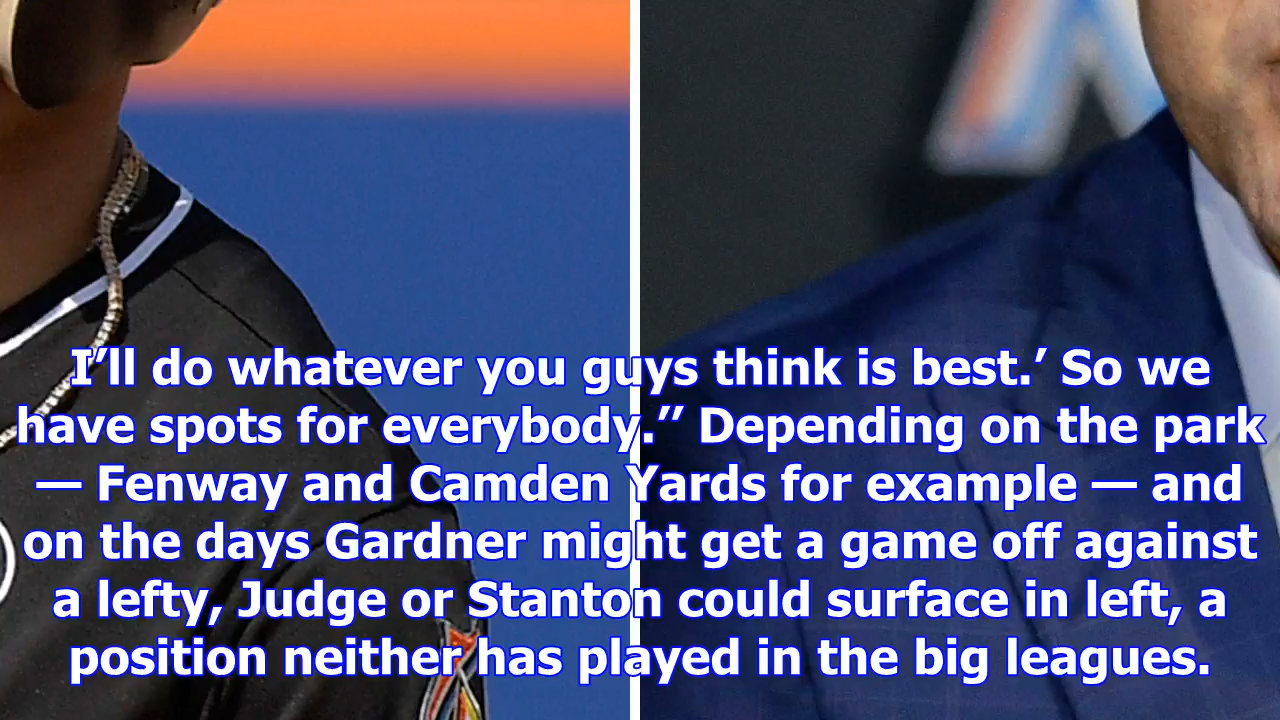 I’ll do whatever you guys think is best.’ So we
have spots for everybody.” Depending on the park
— Fenway and Camden Yards for example — and
on the days Gardner might get a game off against
a lefty, Judge or Stanton could surface in left, a
position neither has played in the big leagues.